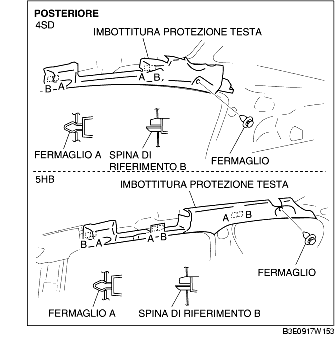 POSTERIORE
4SD
IMBOTTITURA PROTEZIONE TESTA
A
B
B
A
FERMAGLIO A
SPINA DI
RIFERIMENTO B
FERMAGLIO
5HB
IMBOTTITURA PROTEZIONE TESTA
A
B
B
A
A
B
FERMAGLIO
FERMAGLIO A
SPINA DI RIFERIMENTO B
B3E0917W153